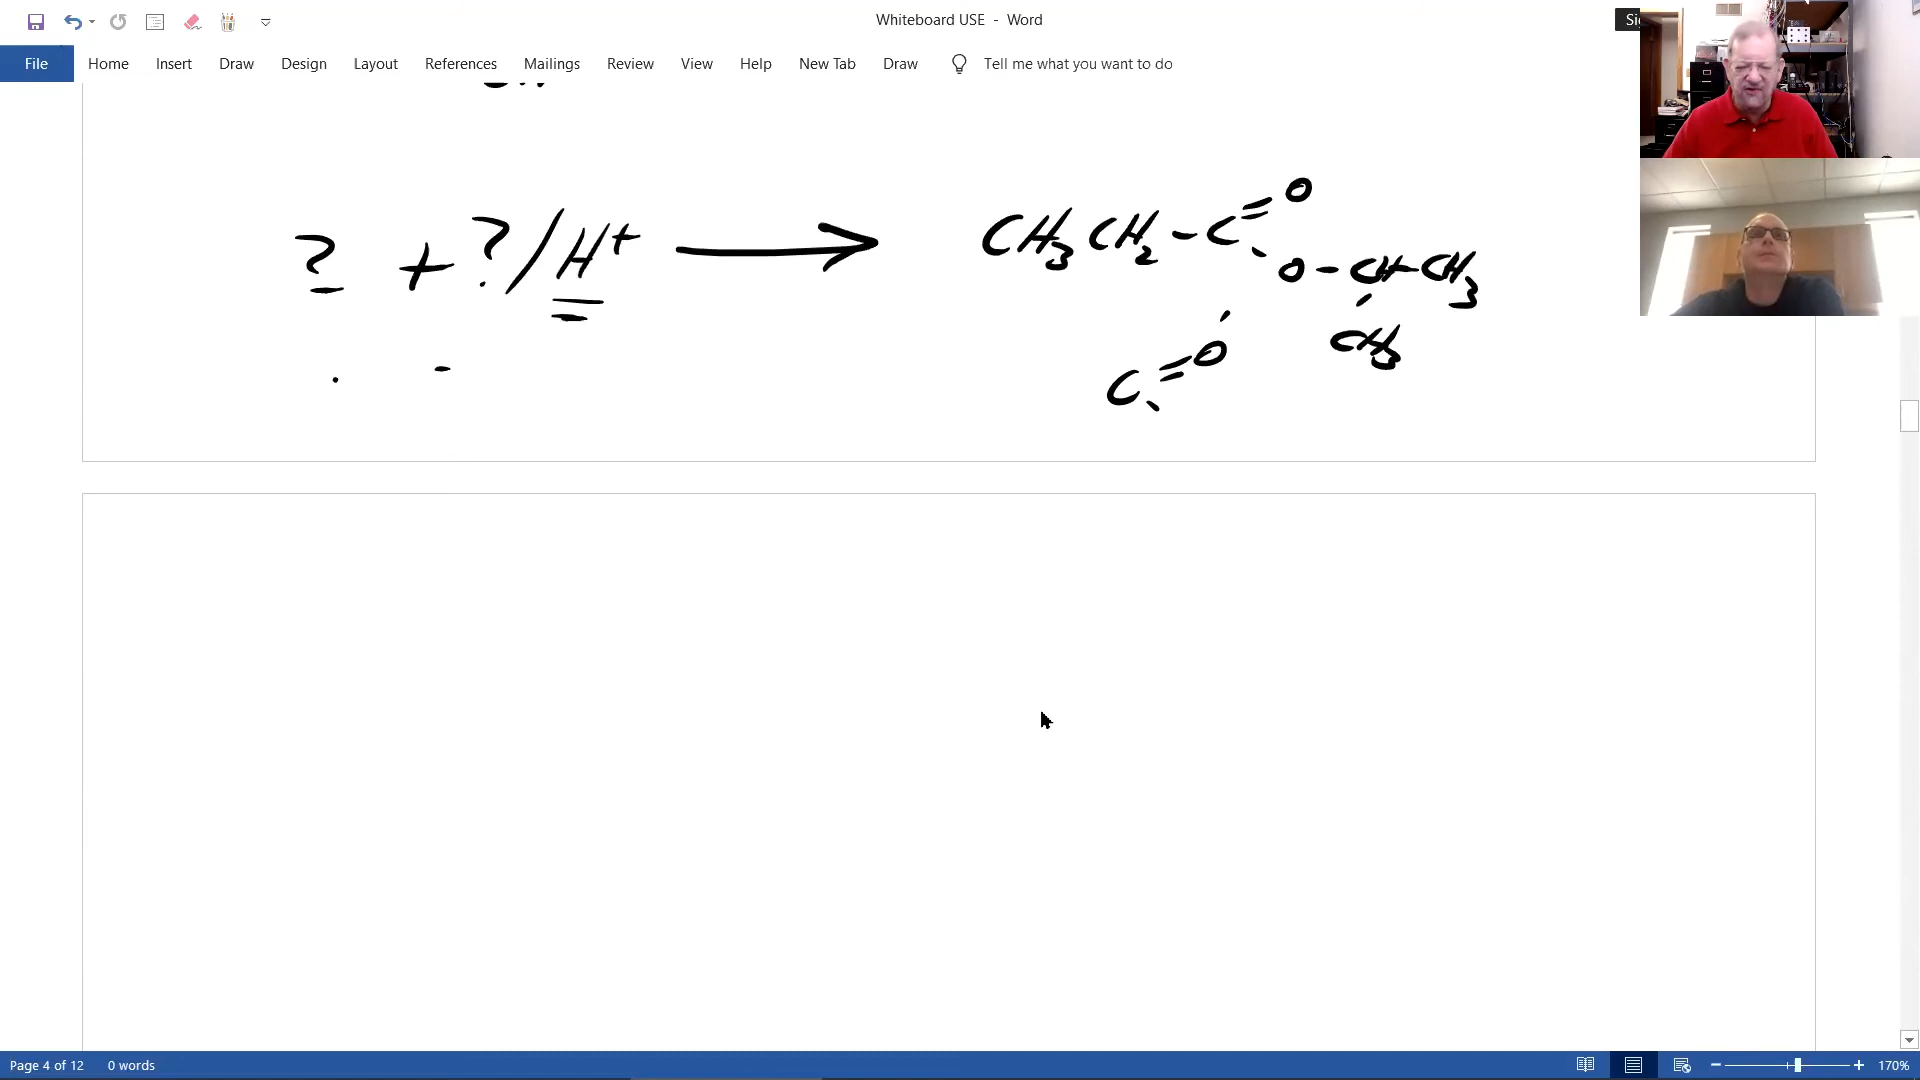 Whiteboard USE - Word
Si
File Home Insert Draw Design Layout References Mailings Review View Help New Tab Draw Tell me what you want to do
? + ?/H⁺ → CH₃CH₂-C=O
O-CH-CH₃
CH₃
C=O
Page 4 of 12 0 words 170%